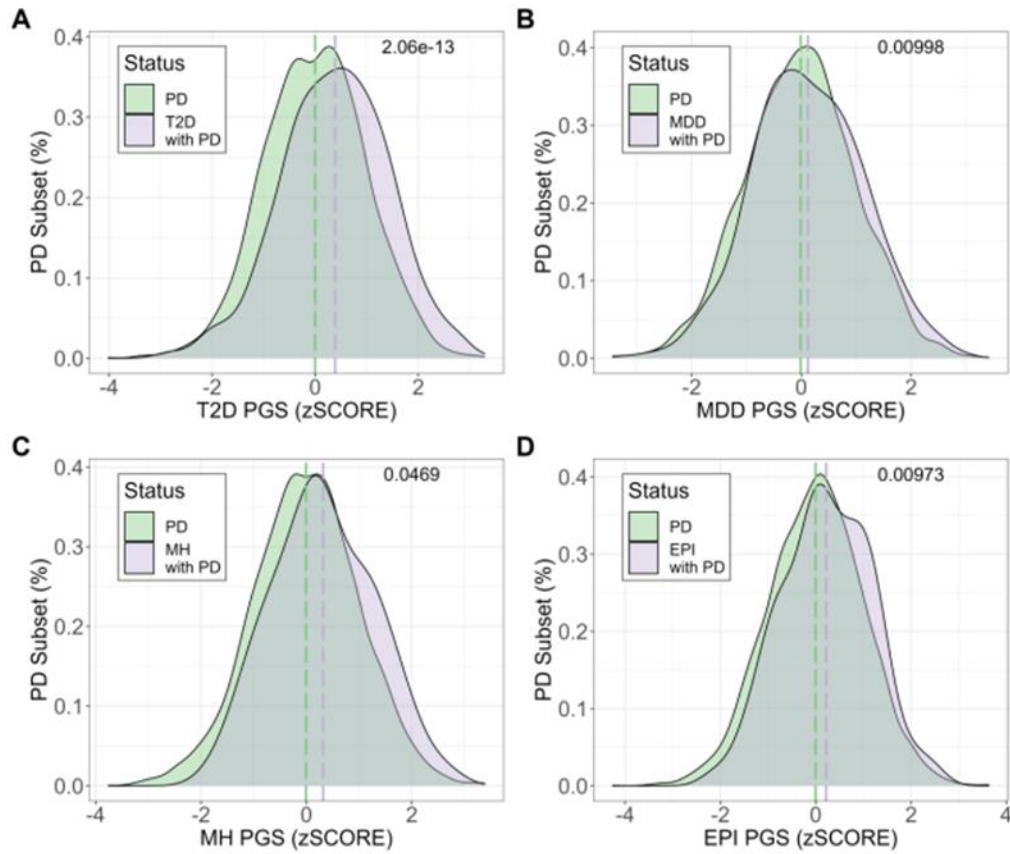 A
0.4
0.3
0.2
0.1
0.0
PD Subset (%)
Status
PD
T2D
with PD
2.06e-13
-4
-2
0
2
T2D PGS (zSCORE)
B
0.4
0.3
0.2
0.1
0.0
PD Subset (%)
Status
PD
MDD
with PD
0.00998
-2
0
2
MDD PGS (zSCORE)
C
0.4
0.3
0.2
0.1
0.0
PD Subset (%)
Status
PD
MH
with PD
0.0469
-4
-2
0
2
MH PGS (zSCORE)
D
0.4
0.3
0.2
0.1
0.0
PD Subset (%)
Status
PD
EPI
with PD
0.00973
-4
-2
0
2
4
EPI PGS (zSCORE)